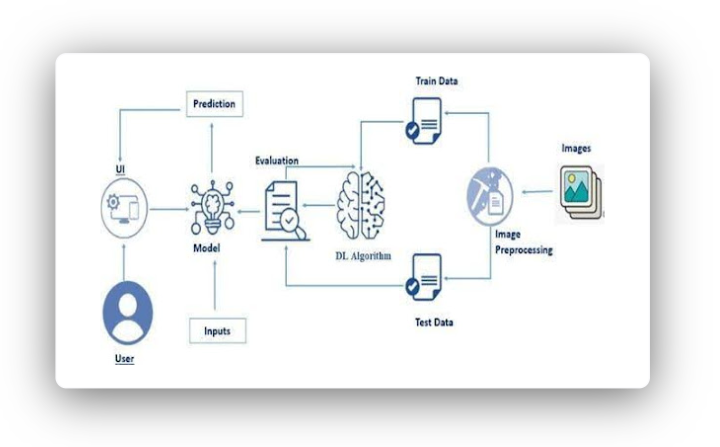 Train Data
Prediction
Images
Evaluation
UI
Image
Preprocessing
Model
DL Algorithm
Inputs
Test Data
User